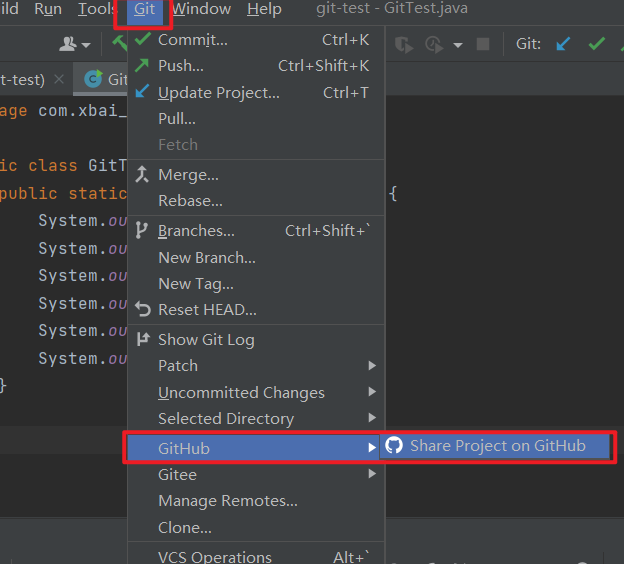 ild Run Tools Git Window Help git-test - GitTest.java
Commit... Ctrl+K
Push... Ctrl+Shift+K Git:
t-test) Git Update Project... Ctrl+T
age com.xbai_ Pull...
Fetch
ic class GitT Merge...
public static {
Rebase...
System.ou Branches... Ctrl+Shift+`
System.ou New Branch...
System.ou New Tag...
System.ou Reset HEAD...
System.ou Show Git Log
System.ou Patch
} Uncommitted Changes
Selected Directory
GitHub Share Project on GitHub
Gitee
Manage Remotes...
Clone...
VCS Operations Alt+`